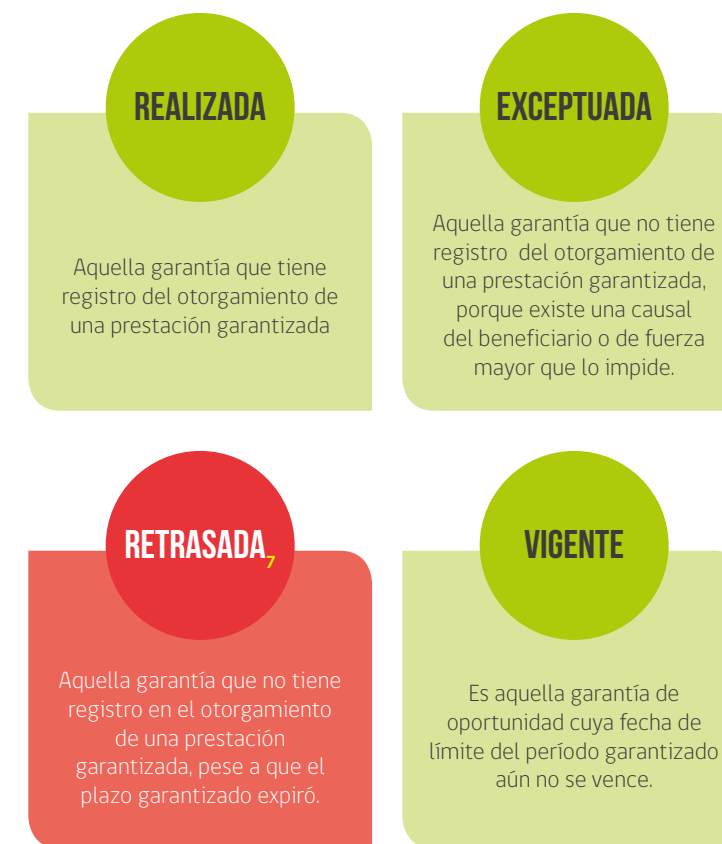 REALIZADA
Aquella garantía que tiene
registro del otorgamiento de
una prestación garantizada
EXCEPTUADA
Aquella garantía que no tiene
registro del otorgamiento de
una prestación garantizada,
porque existe una causal
del beneficiario o de fuerza
mayor que lo impide.
RETRASADA7
Aquella garantía que no tiene
registro en el otorgamiento
de una prestación
garantizada, pese a que el
plazo garantizado expiró.
VIGENTE
Es aquella garantía de
oportunidad cuya fecha de
límite del período garantizado
aún no se vence.